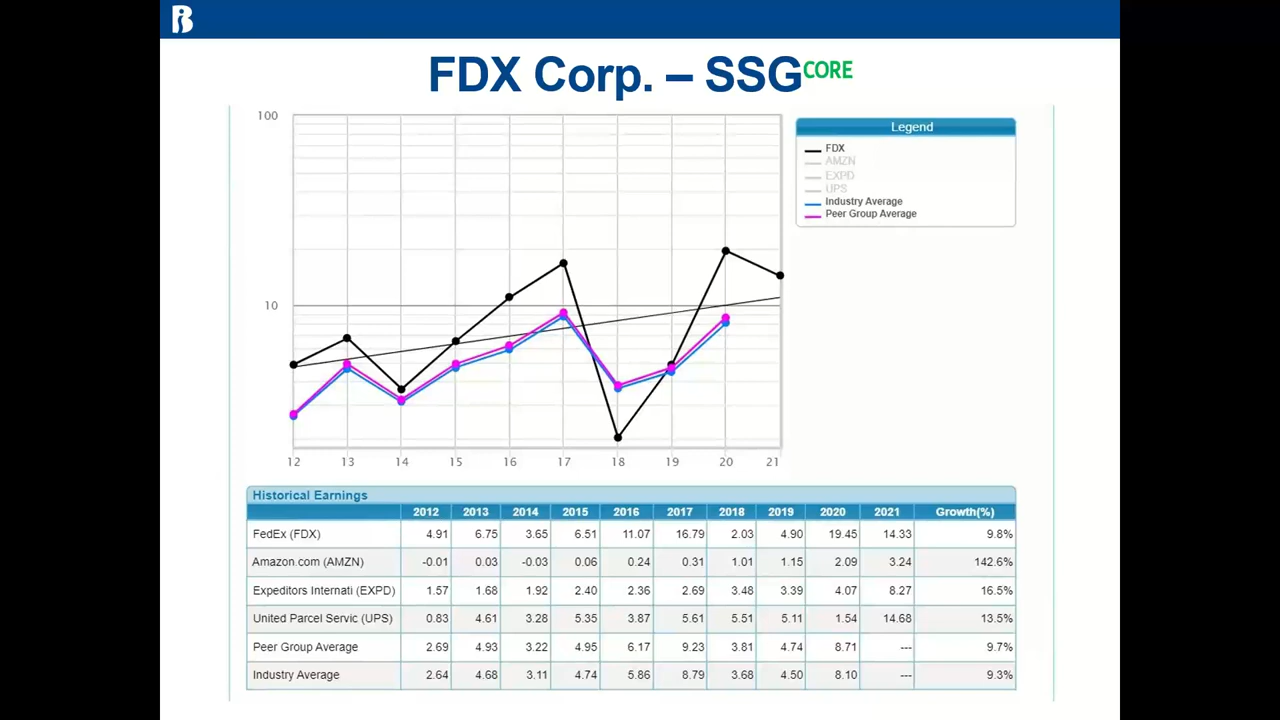 FDX Corp. – SSGCORE
100
10
12 13 14 15 16 17 18 19 20 21
Legend
FDX
AMZN
EXPD
UPS
Industry Average
Peer Group Average
Historical Earnings
2012 2013 2014 2015 2016 2017 2018 2019 2020 2021 Growth(%)
FedEx (FDX) 4.91 6.75 3.65 6.51 11.07 16.79 2.03 4.90 19.45 14.33 9.8%
Amazon.com (AMZN) -0.01 0.03 -0.03 0.06 0.24 0.31 1.01 1.15 2.09 3.24 142.6%
Expeditors Internati (EXPD) 1.57 1.68 1.92 2.40 2.36 2.69 3.48 3.39 4.07 8.27 16.5%
United Parcel Servic (UPS) 0.83 4.61 3.28 5.35 3.87 5.61 5.51 5.11 1.54 14.68 13.5%
Peer Group Average 2.69 4.93 3.22 4.95 6.17 9.23 3.81 4.74 8.71 --- 9.7%
Industry Average 2.64 4.68 3.11 4.74 5.86 8.79 3.68 4.50 8.10 --- 9.3%